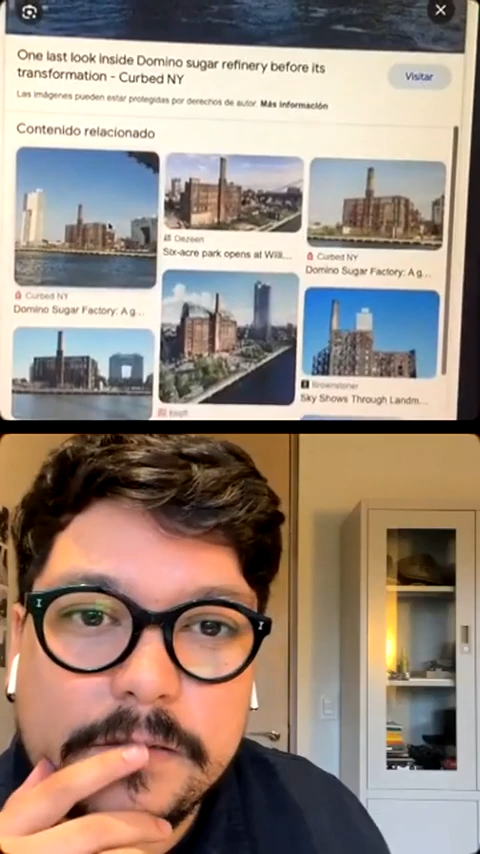 One last look inside Domino sugar refinery before its
transformation - Curbed NY
Visitar
Las imágenes pueden estar protegidas por derechos de autor. Más información
Contenido relacionado
Curbed NY
Domino Sugar Factory: A g...
Dezeen
Six-acre park opens at Willi...
Curbed NY
Domino Sugar Factory: A g...
Brownstoner
Sky Shows Through Landm...